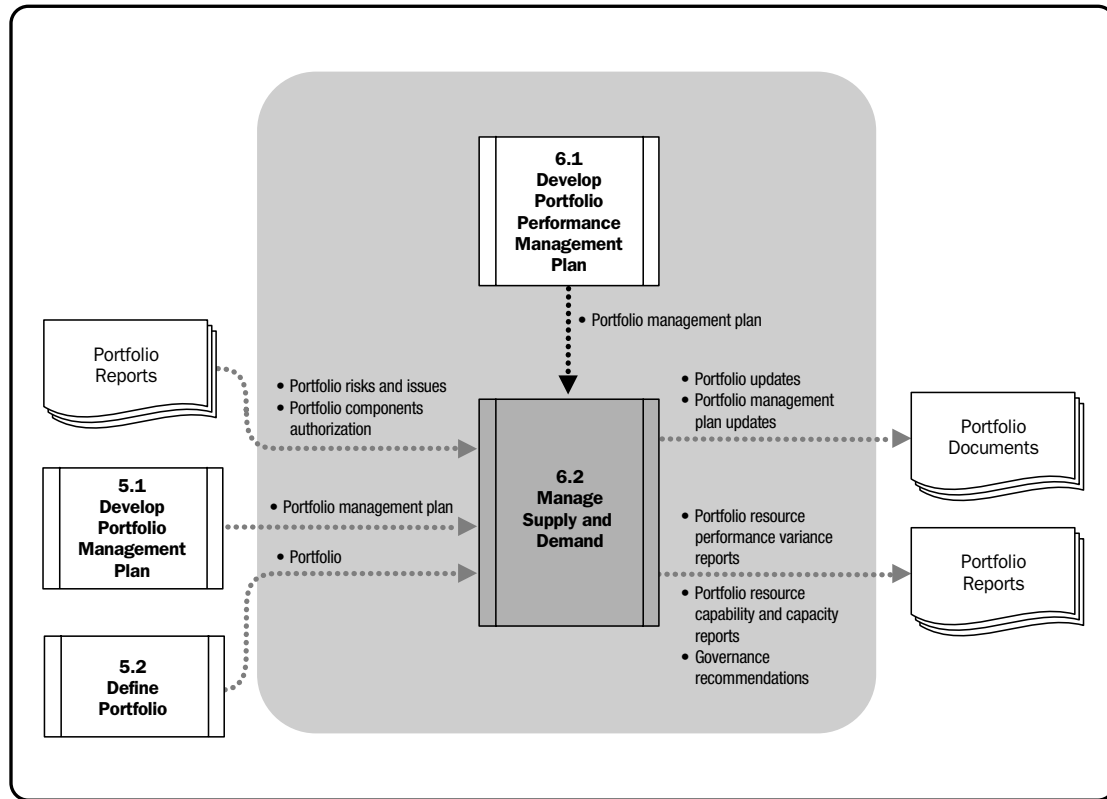 6.1
Develop
Portfolio
Performance
Management
Plan
• Portfolio management plan
Portfolio
Reports
• Portfolio risks and issues
• Portfolio components
authorization
5.1
Develop
Portfolio
Management
Plan
• Portfolio management plan
• Portfolio
5.2
Define
Portfolio
6.2
Manage
Supply and
Demand
• Portfolio updates
• Portfolio management
plan updates
Portfolio
Documents
• Portfolio resource
performance variance
reports
• Portfolio resource
capability and capacity
reports
• Governance
recommendations
Portfolio
Reports